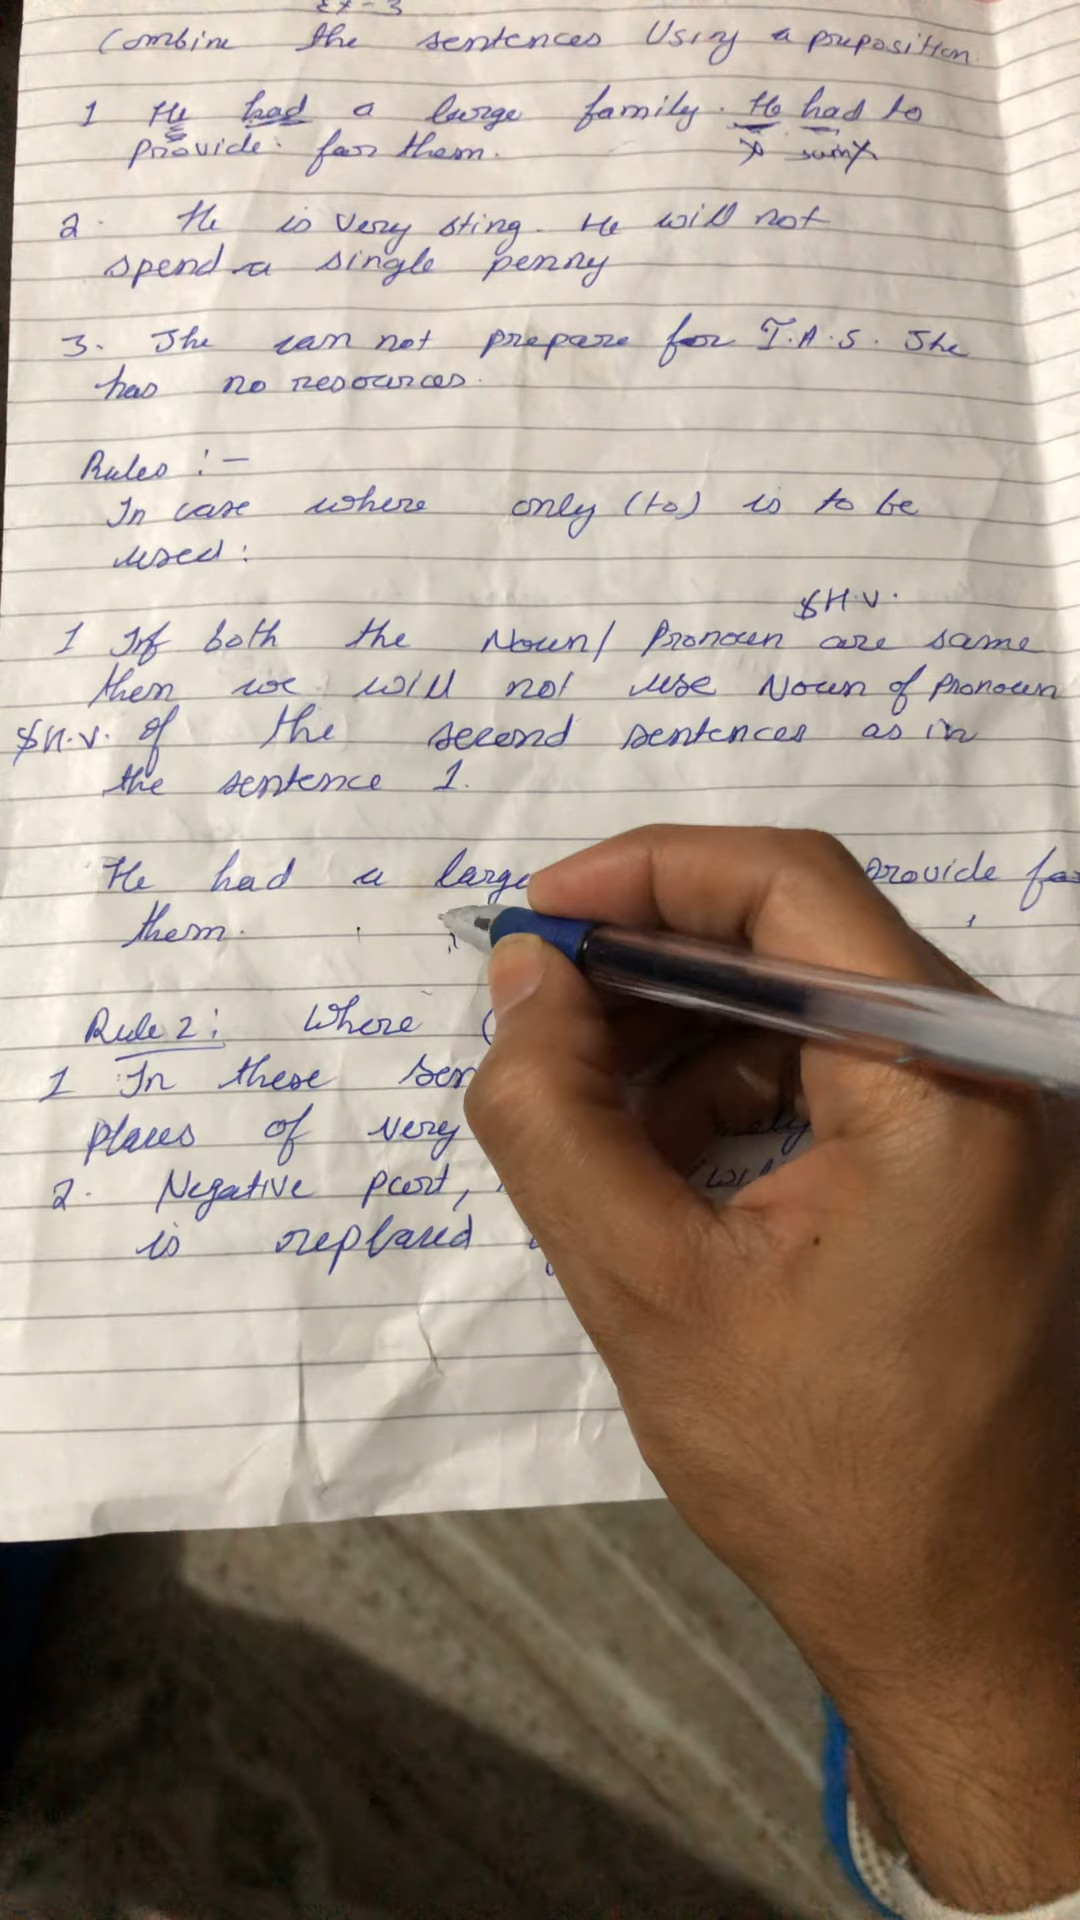 Ex-3
Combine the sentences Using a preposition
1 He had a large family. He had to
provide for them.
2. He is very sting. He will not
spend a single penny
3. She can not prepare for I.A.S. She
has no resources.
Rules :-
In case where only (to) is to be
used:
$H.V.
1 If both the Noun/ Pronoun are same
then we will not use Noun of Pronoun
$H.V. of the second sentences as in
the sentence 1.
He had a large provide for
them.
Rule 2: Where (
1 In these sen
places of very
2. Negative part,
is replaced